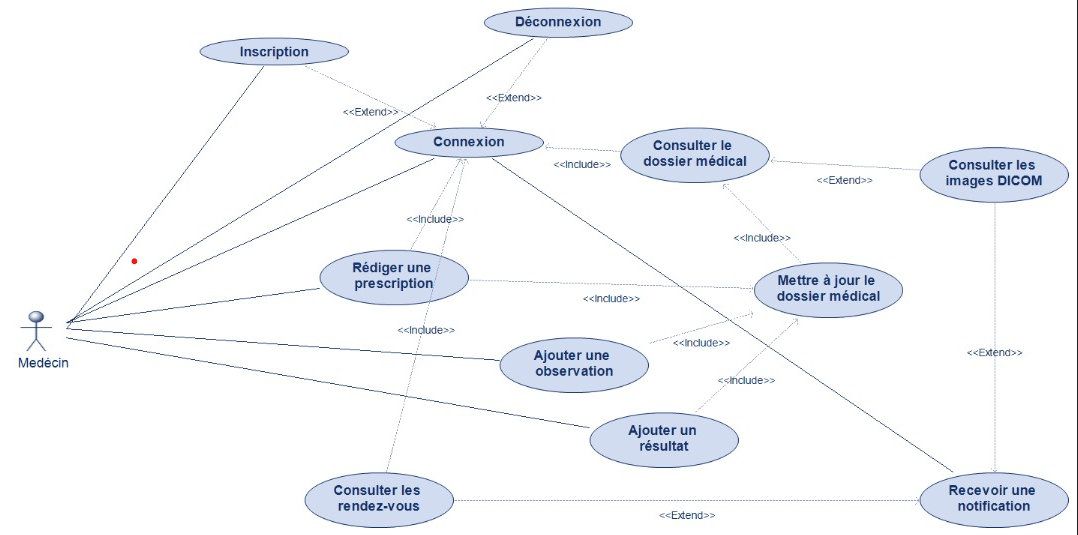 Déconnexion
Inscription
<<Extend>>
<<Extend>>
Connexion
Consulter le
dossier médical
<<Include>>
Consulter les
images DICOM
<<Extend>>
<<Include>>
<<Include>>
Rédiger une
prescription
Mettre à jour le
dossier médical
<<Include>>
<<Include>>
<<Include>>
<<Extend>>
Medécin
Ajouter une
observation
<<Include>>
Ajouter un
résultat
Consulter les
rendez-vous
<<Extend>>
Recevoir une
notification